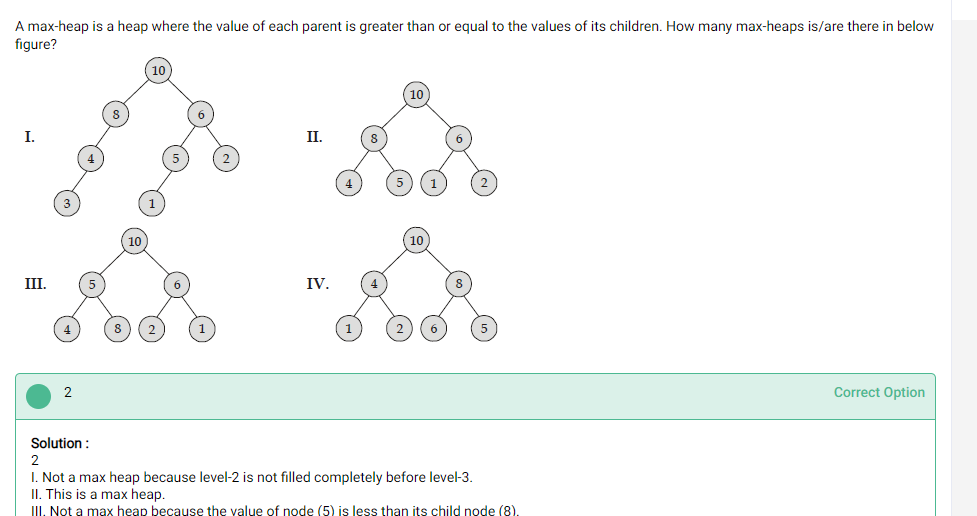 A max-heap is a heap where the value of each parent is greater than or equal to the values of its children. How many max-heaps is/are there in below
figure?
I.
10
8
6
4
5
2
3
1
II.
10
8
6
4
5
1
2
III.
10
5
6
4
8
2
1
IV.
10
4
8
1
2
6
5
2
Correct Option
Solution :
2
I. Not a max heap because level-2 is not filled completely before level-3.
II. This is a max heap.
III. Not a max heap because the value of node (5) is less than its child node (8).